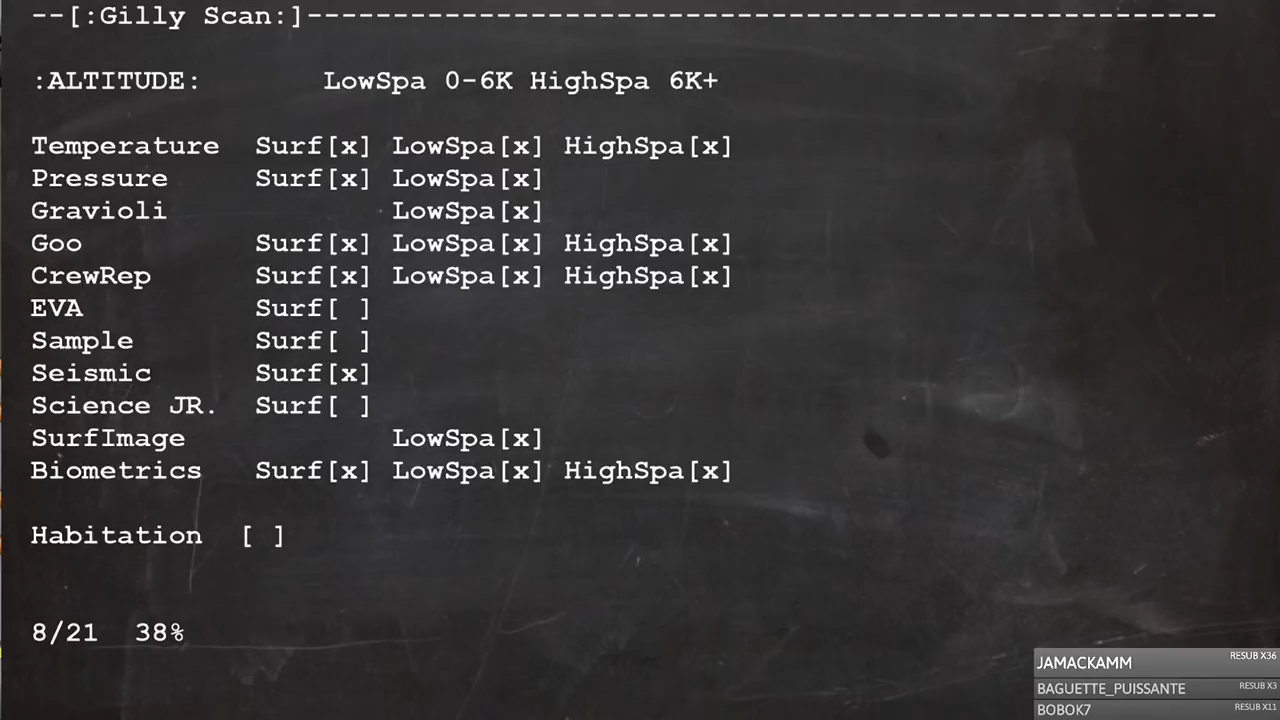 --[:Gilly Scan:]-----------------------------------------------------
:ALTITUDE: LowSpa 0-6K HighSpa 6K+
Temperature Surf[x] LowSpa[x] HighSpa[x]
Pressure Surf[x] LowSpa[x]
Gravioli LowSpa[x]
Goo Surf[x] LowSpa[x] HighSpa[x]
CrewRep Surf[x] LowSpa[x] HighSpa[x]
EVA Surf[ ]
Sample Surf[ ]
Seismic Surf[x]
Science JR. Surf[ ]
SurfImage LowSpa[x]
Biometrics Surf[x] LowSpa[x] HighSpa[x]
Habitation [ ]
8/21 38%
JAMACKAMM RESUB X36
BAGUETTE_PUISSANTE RESUB X3
BOBOK7 RESUB X11